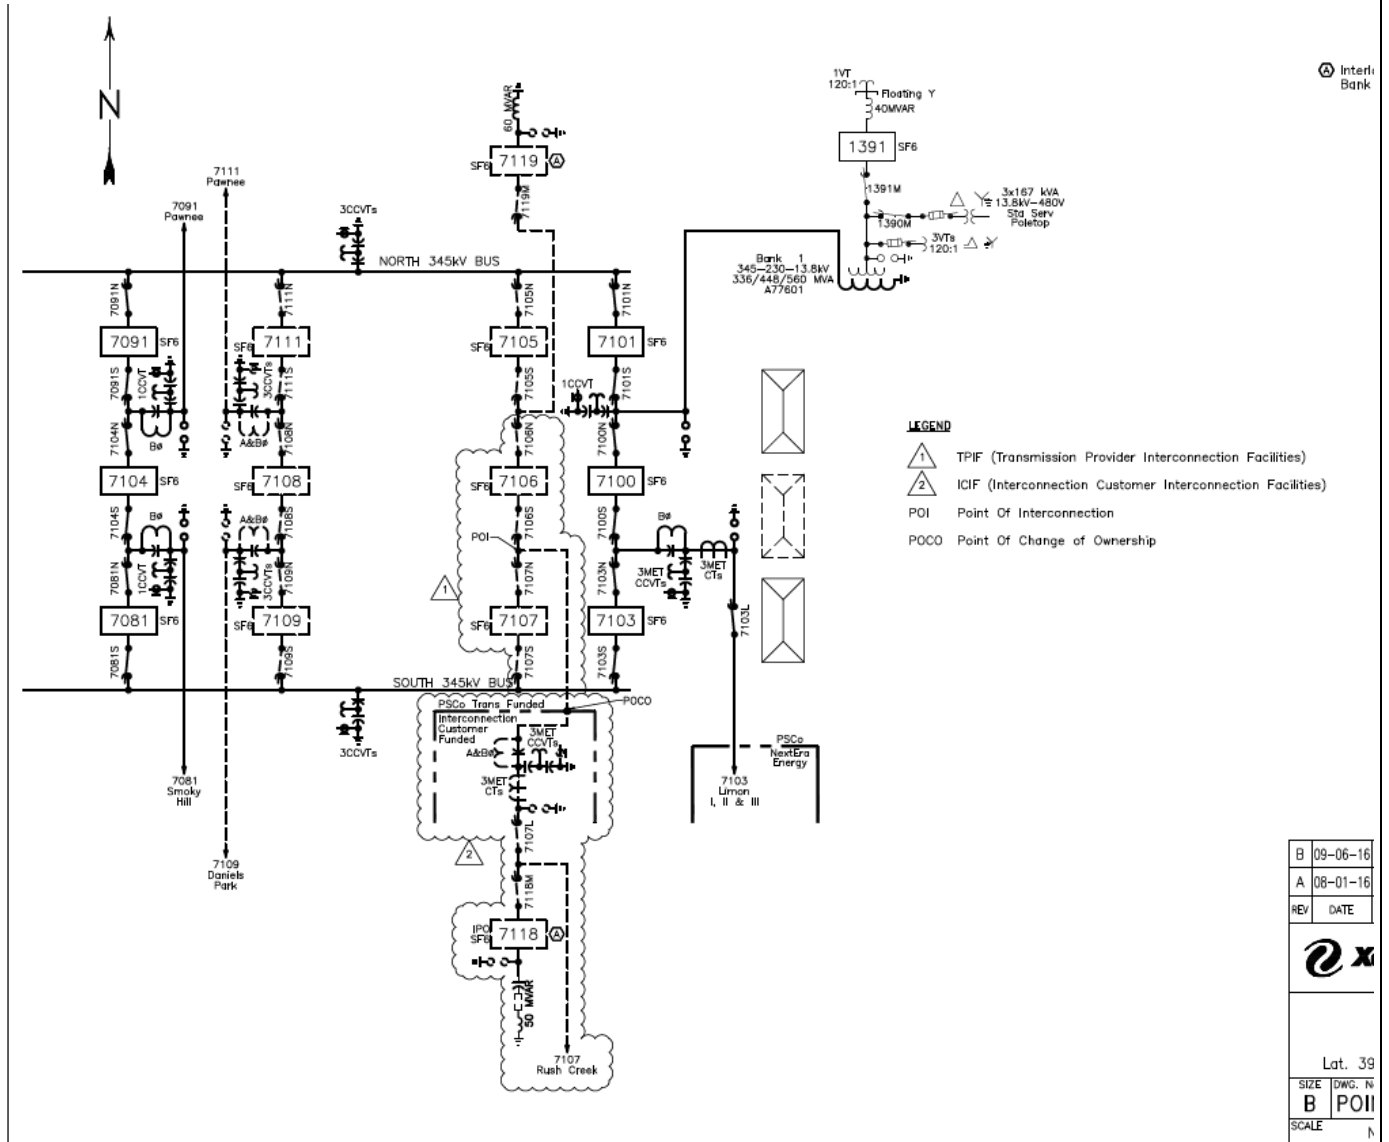 N
7111
Pawnee
7091
Pawnee
3CCVTs
NORTH 345kV BUS
60 MVAR
SF6
7119
A
7119M
1VT
120:1
Floating Y
40MVAR
1391
SF6
1391M
1390M
3x167 kVA
13.8kV-480V
Sta Serv
Poletop
3VTs
120:1
Bank 1
345-230-13.8kV
336/448/560 MVA
A77601
A
Bank
7091N
7091
SF6
7091S
1CCVT
BØ
7104N
7104
SF6
7104S
BØ
1CCVT
7081N
7081
SF6
7081S
7111N
SF6
7111
7111S
3CCVTs
A&BØ
7108N
7108
SF6
7108S
A&BØ
3CCVTs
7109N
SF6
7109
7109S
7105N
SF6
7105
7105S
7106N
SF6
7106
7106S
POI
7107N
SF6
7107
7107S
1
7101N
7101
SF6
7101S
1CCVT
7100N
7100
SF6
7100S
BØ
3MET
CCVTs
3MET
CTs
7103N
7103
SF6
7103S
7103L
LEGEND
1 TPIF (Transmission Provider Interconnection Facilities)
2 ICIF (Interconnection Customer Interconnection Facilities)
POI Point Of Interconnection
POCO Point Of Change of Ownership
SOUTH 345kV BUS
3CCVTs
POCO
PSCo Trans Funded
Interconnection
Customer
Funded
3MET
CCVTs
A&BØ
3MET
CTs
7107L
2
7118M
IPO
SF6
7118
A
50 MVAR
7107
Rush Creek
7081
Smoky
Hill
7109
Daniels
Park
PSCo
NextEra
Energy
7103
Limon
I, II & III
B 09-06-16
A 08-01-16
REV DATE
Lat. 39
SIZE
B
DWG.
SCALE